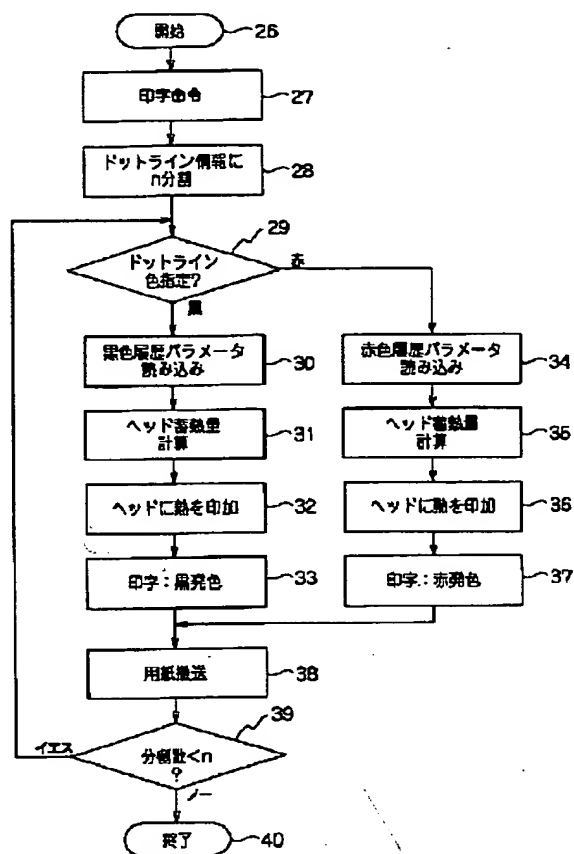 開始
26
印字命令
27
ドットライン情報に
n分割
28
29
ドットライン
色指定?
赤
黒
黒色履歴パラメータ
読み込み
30
赤色履歴パラメータ
読み込み
34
ヘッド蓄熱量
計算
31
ヘッド蓄熱量
計算
35
ヘッドに熱を印加
32
ヘッドに熱を印加
36
印字:黒発色
33
印字:赤発色
37
用紙搬送
38
39
イエス
分割数<n
?
ノー
終了
40